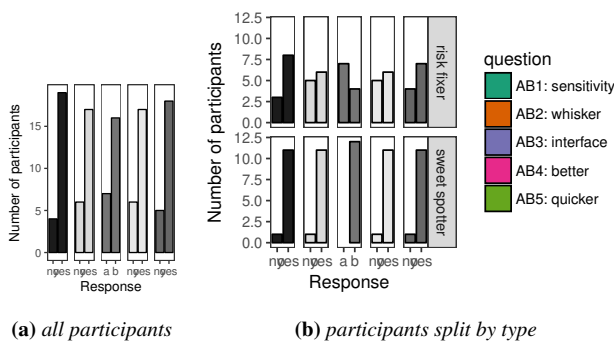 Number of participants
15
10
5
0
no yes
no yes
a b
no yes
no yes
Response
Number of participants
12.5
10.0
7.5
5.0
2.5
0.0
risk fixer
12.5
10.0
7.5
5.0
2.5
0.0
sweet spotter
no yes
no yes
a b
no yes
no yes
Response
question
AB1: sensitivity
AB2: whisker
AB3: interface
AB4: better
AB5: quicker
(a) all participants
(b) participants split by type